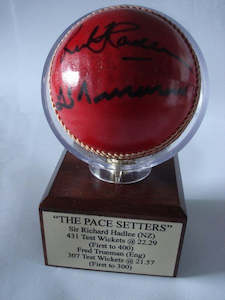 "THE PACE SETTERS"
Sir Richard Hadlee (NZ)
431 Test Wickets @ 22.29
(First to 400)
Fred Trueman (Eng)
307 Test Wickets @ 21.57
(First to 300)